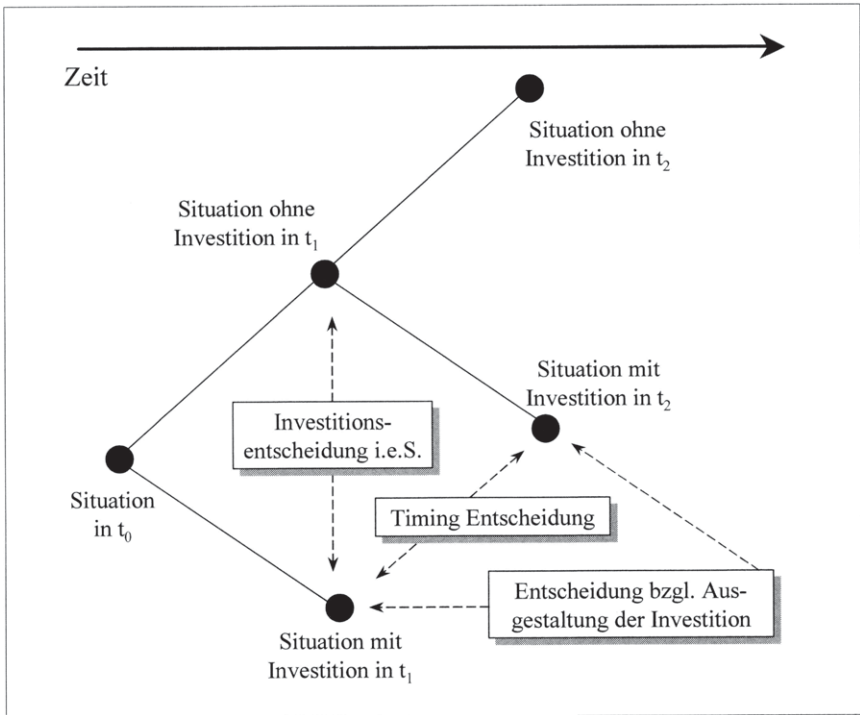 Zeit
Situation ohne
Investition in t₂
Situation ohne
Investition in t₁
Situation mit
Investition in t₂
Investitions-
entscheidung i.e.S.
Situation
in t₀
Timing Entscheidung
Entscheidung bzgl. Aus-
gestaltung der Investition
Situation mit
Investition in t₁